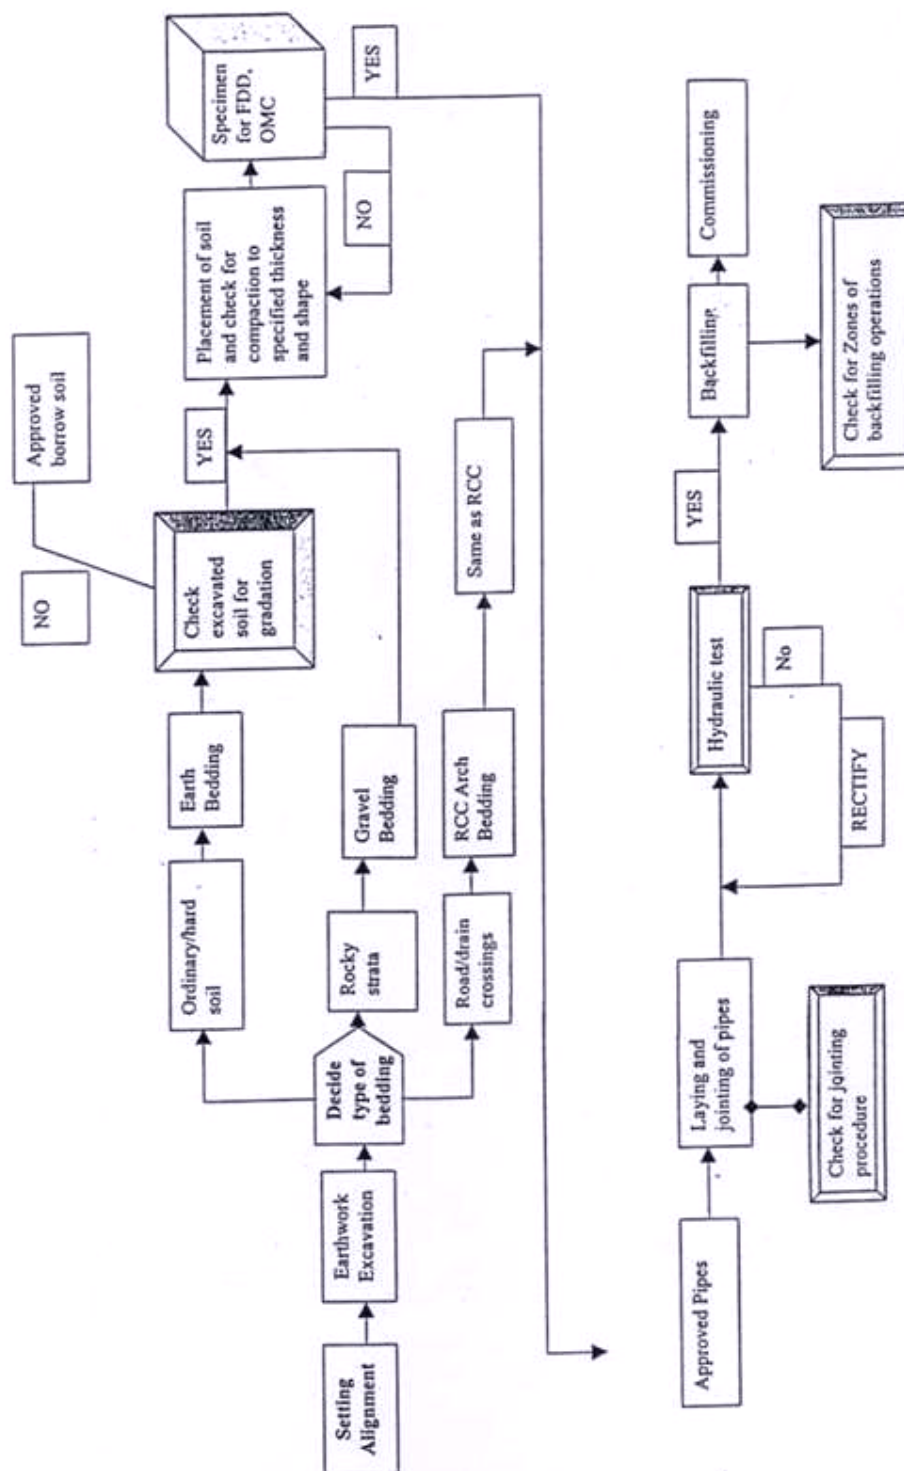 Setting
Alignment
Earthwork
Excavation
Decide
type of
bedding
Ordinary/hard
soil
Earth
Bedding
Check
excavated
soil for
gradation
NO
Approved
borrow soil
YES
Placement of soil
and check for
compaction to
specified thickness
and shape
Specimen
for FDD,
OMC
NO
YES
Rocky
strata
Gravel
Bedding
Road/drain
crossings
RCC Arch
Bedding
Same as RCC
Approved Pipes
Laying and
jointing of pipes
Check for jointing
procedure
Hydraulic test
No
RECTIFY
YES
Backfilling
Commissioning
Check for Zones of
backfilling operations